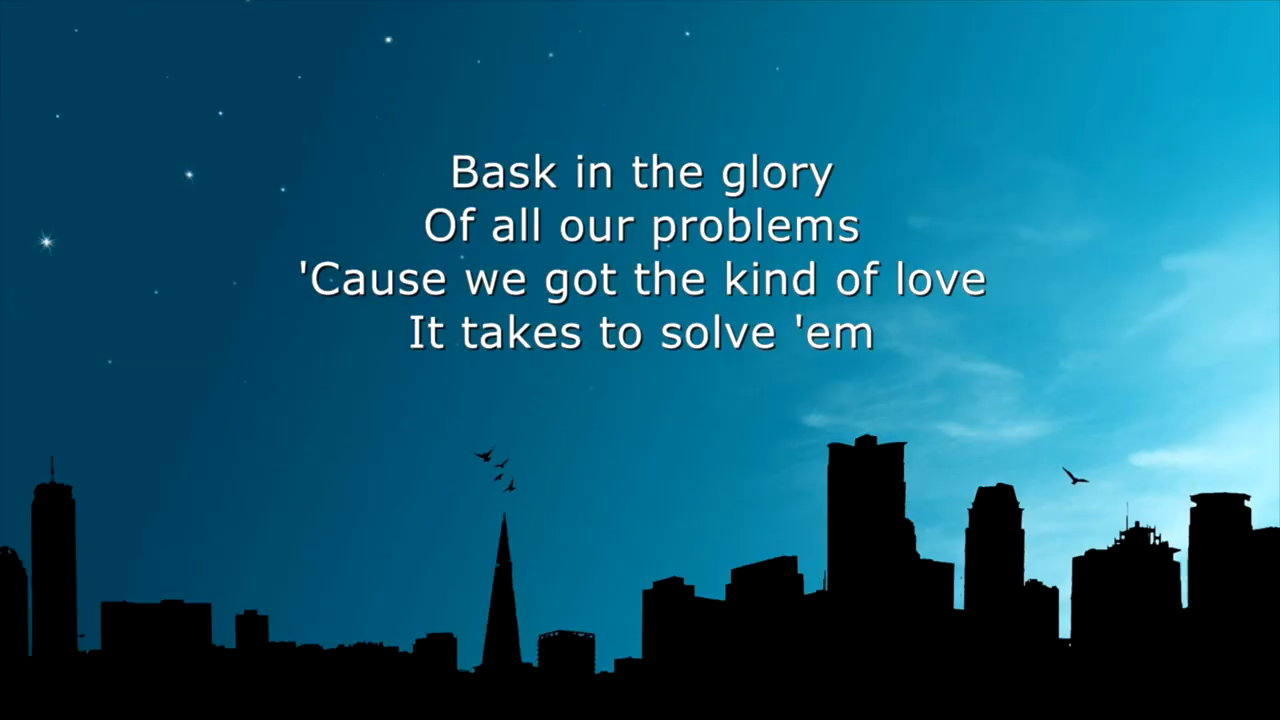 Bask in the glory
Of all our problems
'Cause we got the kind of love
It takes to solve 'em